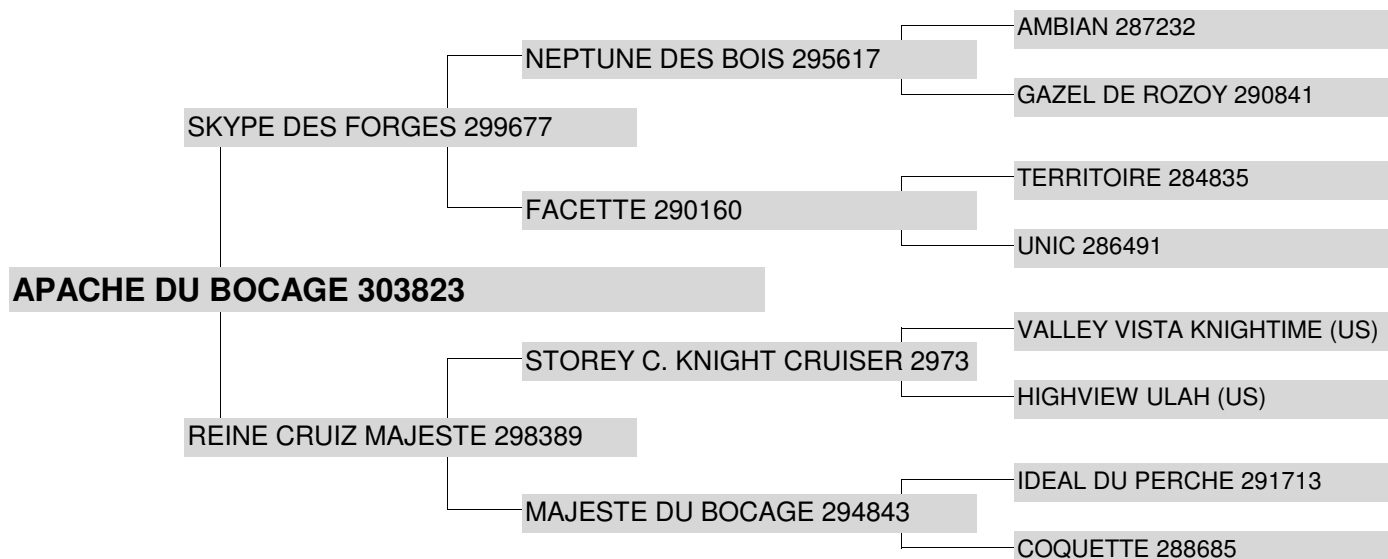 AMBIAN 287232
NEPTUNE DES BOIS 295617
GAZEL DE ROZOY 290841
SKYPE DES FORGES 299677
TERRITOIRE 284835
FACETTE 290160
UNIC 286491
APACHE DU BOCAGE 303823
VALLEY VISTA KNIGHTIME (US)
STOREY C. KNIGHT CRUISER 2973
HIGHVIEW ULAH (US)
REINE CRUIZ MAJESTE 298389
IDEAL DU PERCHE 291713
MAJESTE DU BOCAGE 294843
COQUETTE 288685